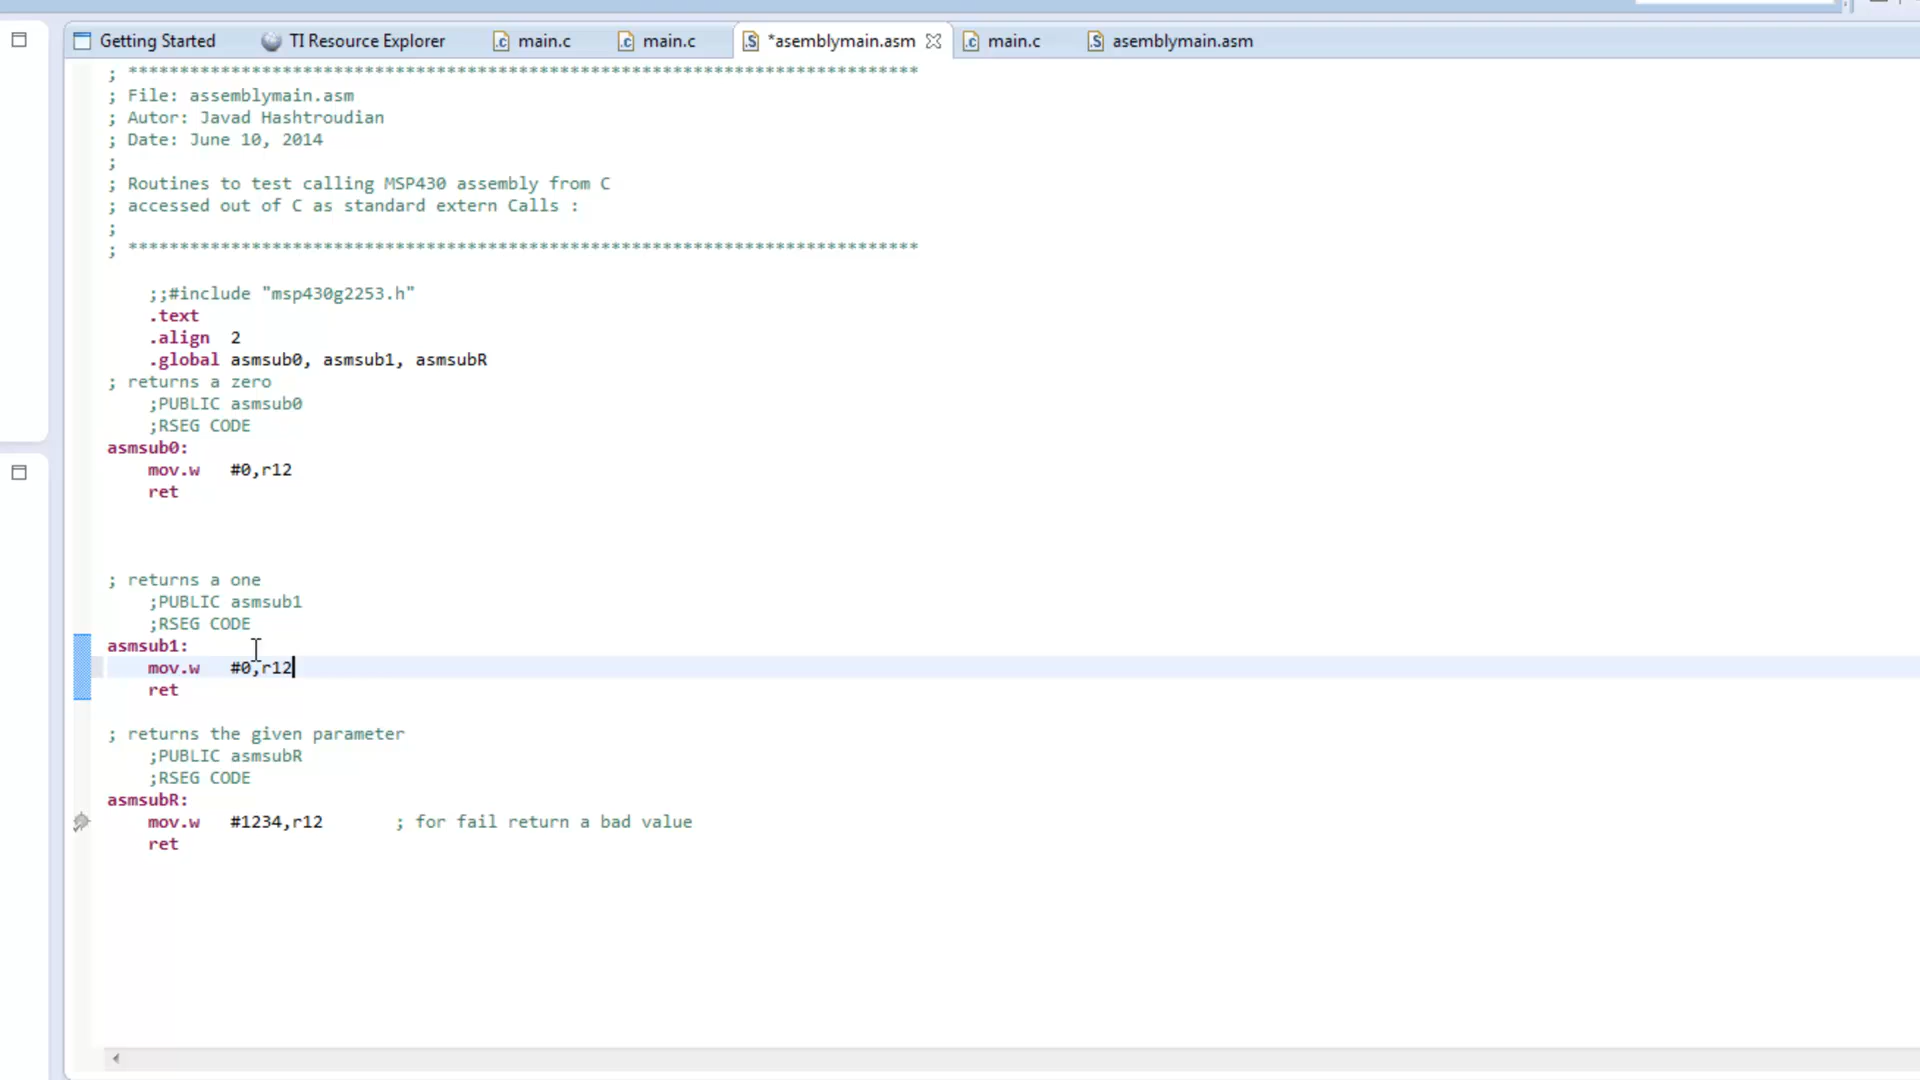 Getting Started TI Resource Explorer main.c main.c *asemblymain.asm main.c asemblymain.asm
; *****************************************************************************
; File: assemblymain.asm
; Autor: Javad Hashtroudian
; Date: June 10, 2014
;
; Routines to test calling MSP430 assembly from C
; accessed out of C as standard extern Calls :
;
; *****************************************************************************
;;#include "msp430g2253.h"
.text
.align 2
.global asmsub0, asmsub1, asmsubR
; returns a zero
;PUBLIC asmsub0
;RSEG CODE
asmsub0:
mov.w #0,r12
ret
; returns a one
;PUBLIC asmsub1
;RSEG CODE
asmsub1:
mov.w #0,r12
ret
; returns the given parameter
;PUBLIC asmsubR
;RSEG CODE
asmsubR:
mov.w #1234,r12 ; for fail return a bad value
ret